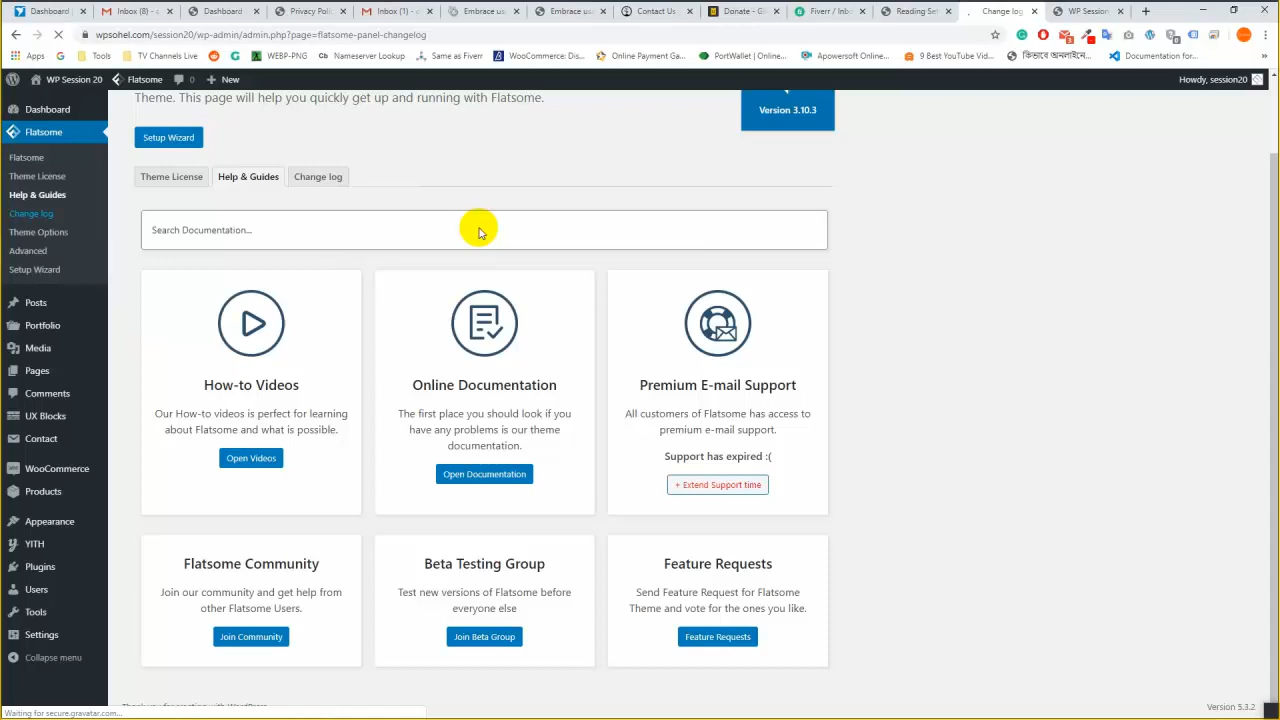 Dashboard
Inbox (8) - c
Dashboard
Privacy Polic
Inbox (1) - c
Embrace us
Embrace us
Contact Us
Donate - Gi
Fiverr / Inbo
Reading Set
Change log
WP Session
wpsohel.com/session20/wp-admin/admin.php?page=flatsome-panel-changelog
Apps
Tools
TV Channels Live
WEBP-PNG
Nameserver Lookup
Same as Fiverr
WooCommerce: Dis...
Online Payment Ga...
PortWallet | Online...
Apowersoft Online...
9 Best YouTube Vid...
কিভাবে অনলাইনে...
Documentation for...
WP Session 20
Flatsome
0
New
Howdy, session20
Dashboard
Flatsome
Flatsome
Theme License
Help & Guides
Change log
Theme Options
Advanced
Setup Wizard
Posts
Portfolio
Media
Pages
Comments
UX Blocks
Contact
WooCommerce
Products
Appearance
YITH
Plugins
Users
Tools
Settings
Collapse menu
Theme. This page will help you quickly get up and running with Flatsome.
Version 3.10.3
Setup Wizard
Theme License
Help & Guides
Change log
Search Documentation...
How-to Videos
Our How-to videos is perfect for learning
about Flatsome and what is possible.
Open Videos
Online Documentation
The first place you should look if you
have any problems is our theme
documentation.
Open Documentation
Premium E-mail Support
All customers of Flatsome has access to
premium e-mail support.
Support has expired :(
+ Extend Support time
Flatsome Community
Join our community and get help from
other Flatsome Users.
Join Community
Beta Testing Group
Test new versions of Flatsome before
everyone else
Join Beta Group
Feature Requests
Send Feature Request for Flatsome
Theme and vote for the ones you like.
Feature Requests
Version 5.3.2
Waiting for secure.gravatar.com...